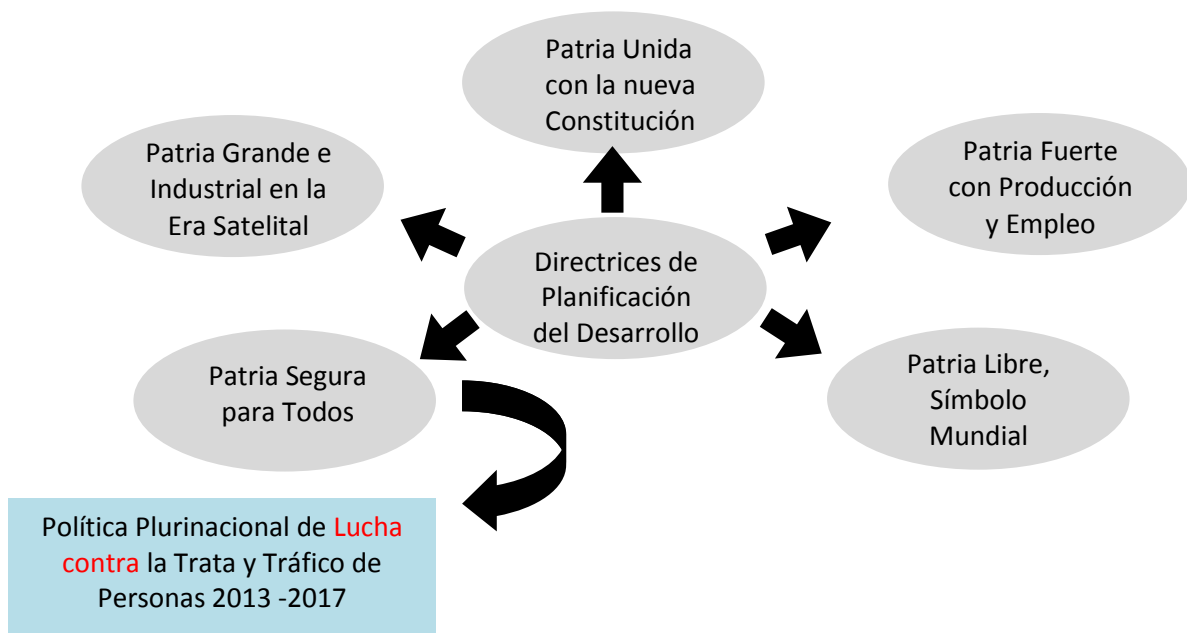 Patria Unida
con la nueva
Constitución
Patria Grande e
Industrial en la
Era Satelital
Patria Fuerte
con Producción
y Empleo
Directrices de
Planificación
del Desarrollo
Patria Segura
para Todos
Patria Libre,
Símbolo
Mundial
Política Plurinacional de Lucha
contra la Trata y Tráfico de
Personas 2013 -2017